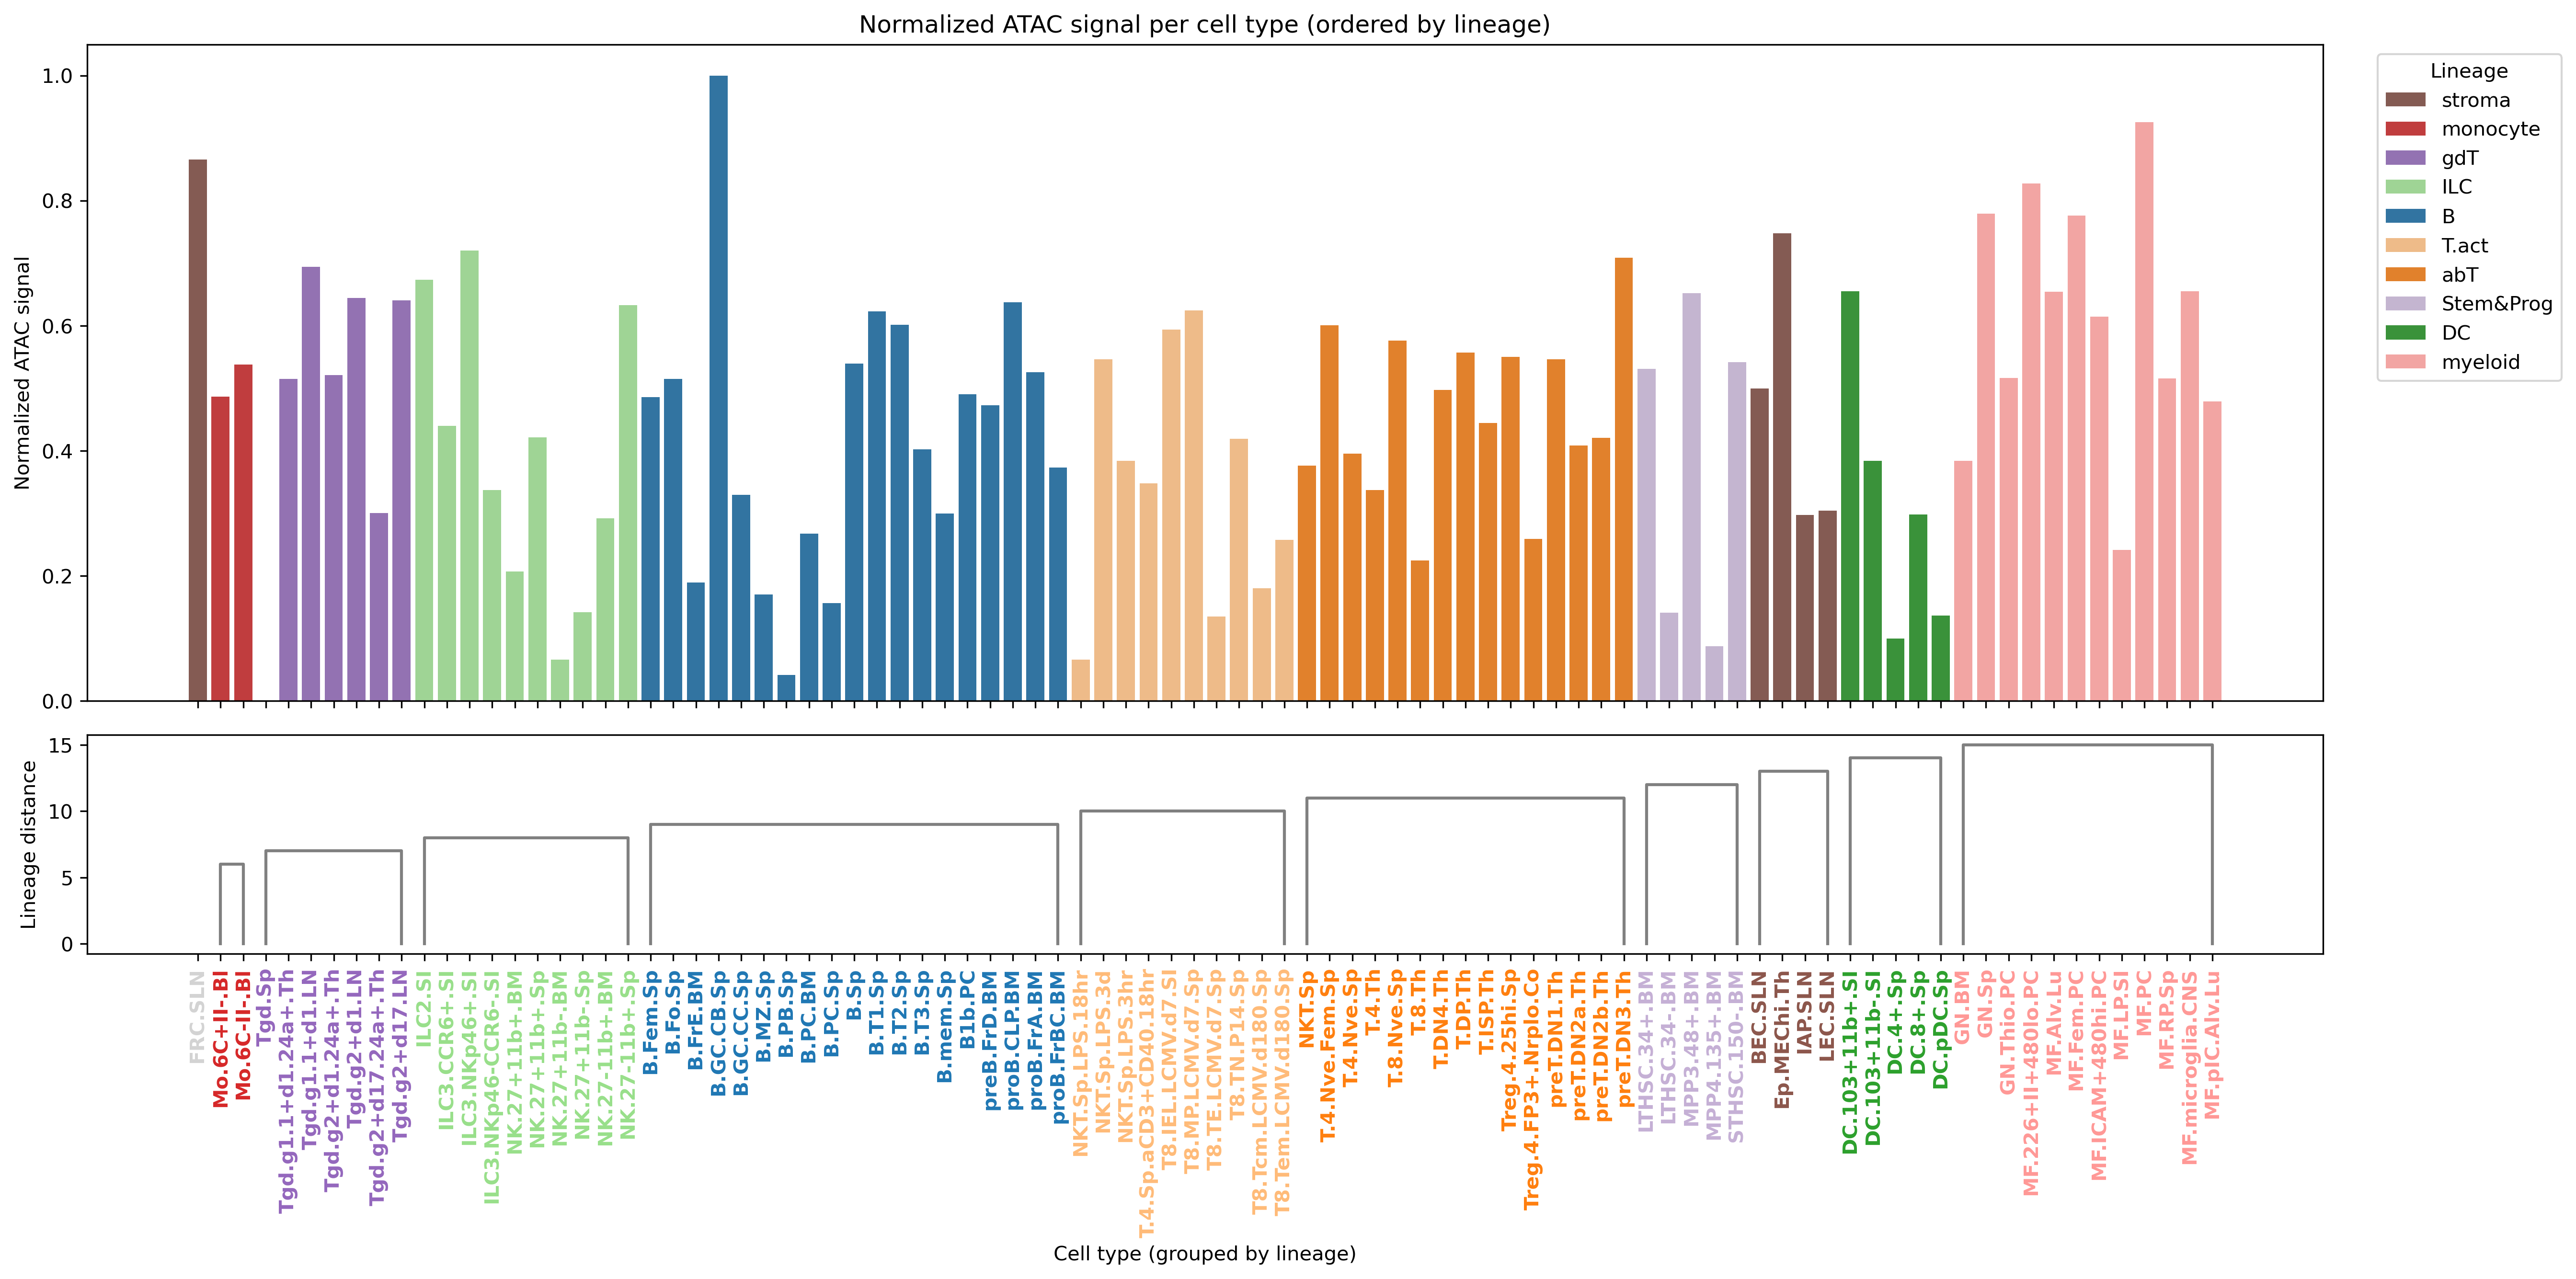 Normalized ATAC signal per cell type (ordered by lineage)
Normalized ATAC signal
1.0
0.8
0.6
0.4
0.2
0.0
Lineage
stroma
monocyte
gdT
ILC
B
T.act
abT
Stem&Prog
DC
myeloid
Lineage distance
15
10
5
0
FRC.SLN
Mo.6C+II-.Bl
Mo.6C-II-.Bl
Tgd.Sp
Tgd.g1.1+d1.24a+.Th
Tgd.g1.1+d1.LN
Tgd.g2+d1.24a+.Th
Tgd.g2+d1.LN
Tgd.g2+d17.24a+.Th
Tgd.g2+d17.LN
ILC2.SI
ILC3.CCR6+.SI
ILC3.NKp46+.SI
ILC3.NKp46-CCR6-.SI
NK.27+11b+.BM
NK.27+11b+.Sp
NK.27+11b-.BM
NK.27+11b-.Sp
NK.27-11b+.BM
NK.27-11b+.Sp
B.Fem.Sp
B.Fo.Sp
B.FrE.BM
B.GC.CB.Sp
B.GC.CC.Sp
B.MZ.Sp
B.PB.Sp
B.PC.BM
B.PC.Sp
B.Sp
B.T1.Sp
B.T2.Sp
B.T3.Sp
B.mem.Sp
B1b.PC
preB.FrD.BM
proB.CLP.BM
proB.FrA.BM
proB.FrBC.BM
NKT.Sp.LPS.18hr
NKT.Sp.LPS.3d
NKT.Sp.LPS.3hr
T.4.Sp.aCD3+CD40.18hr
T8.IEL.LCMV.d7.SI
T8.MP.LCMV.d7.Sp
T8.TE.LCMV.d7.Sp
T8.TN.P14.Sp
T8.Tcm.LCMV.d180.Sp
T8.Tem.LCMV.d180.Sp
NKT.Sp
T.4.Nve.Fem.Sp
T.4.Nve.Sp
T.4.Th
T.8.Nve.Sp
T.8.Th
T.DN4.Th
T.DP.Th
T.ISP.Th
Treg.4.25hi.Sp
Treg.4.FP3+.Nrplo.Co
preT.DN1.Th
preT.DN2a.Th
preT.DN2b.Th
preT.DN3.Th
LTHSC.34+.BM
LTHSC.34-.BM
MPP3.48+.BM
MPP4.135+.BM
STHSC.150-.BM
BEC.SLN
Ep.MEChi.Th
IAP.SLN
LEC.SLN
DC.103+11b+.SI
DC.103+11b-.SI
DC.4+.Sp
DC.8+.Sp
DC.pDC.Sp
GN.BM
GN.Sp
GN.Thio.PC
MF.226+II+480lo.PC
MF.Alv.Lu
MF.Fem.PC
MF.ICAM+480hi.PC
MF.LP.SI
MF.PC
MF.RP.Sp
MF.microglia.CNS
MF.pIC.Alv.Lu
Cell type (grouped by lineage)